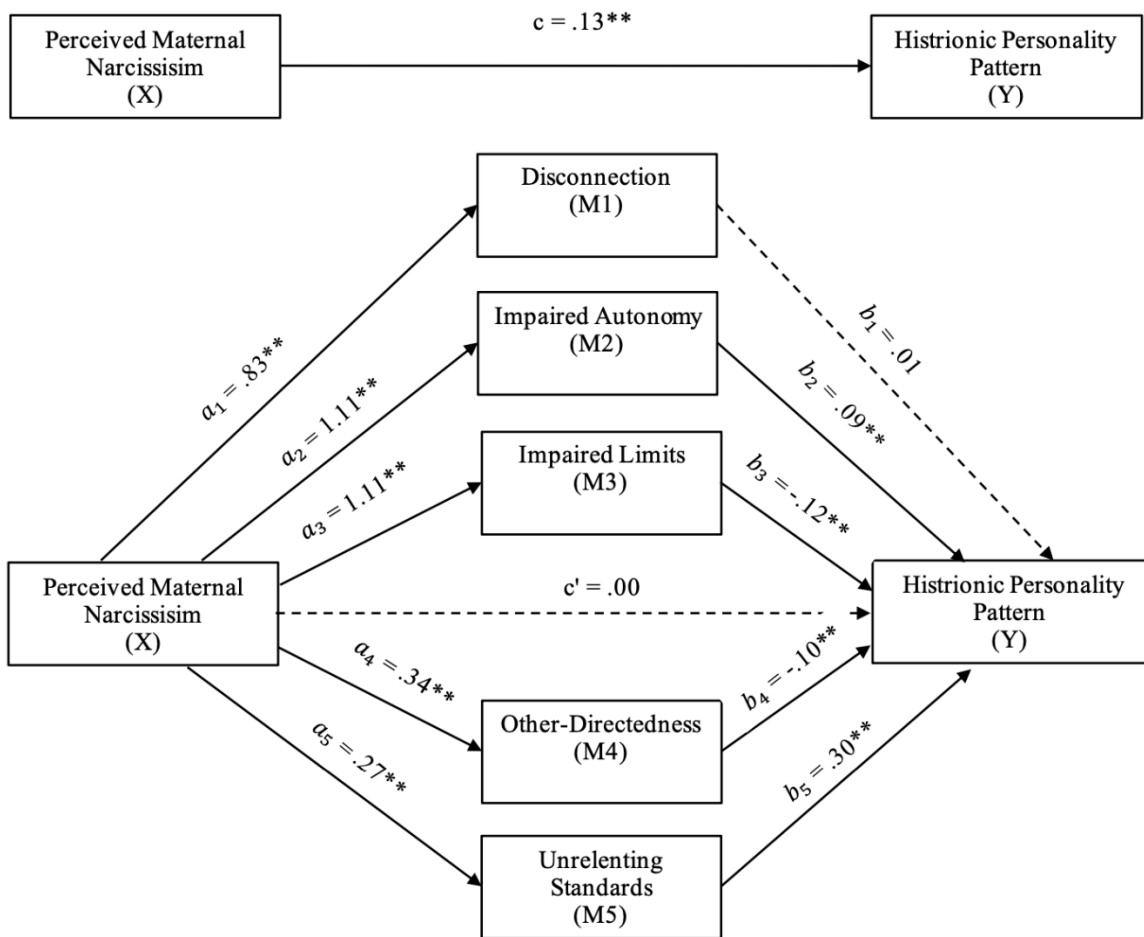 c = .13**
Perceived Maternal
Narcissisim
(X)
Histrionic Personality
Pattern
(Y)
Disconnection
(M1)
Impaired Autonomy
(M2)
Impaired Limits
(M3)
a₁ = .83**
a₂ = 1.11**
a₃ = 1.11**
b₁ = .01
b₂ = .09**
b₃ = -.12**
Perceived Maternal
Narcissisim
(X)
c' = .00
Histrionic Personality
Pattern
(Y)
a₄ = .34**
a₅ = .27**
b₄ = -.10**
b₅ = .30**
Other-Directedness
(M4)
Unrelenting
Standards
(M5)